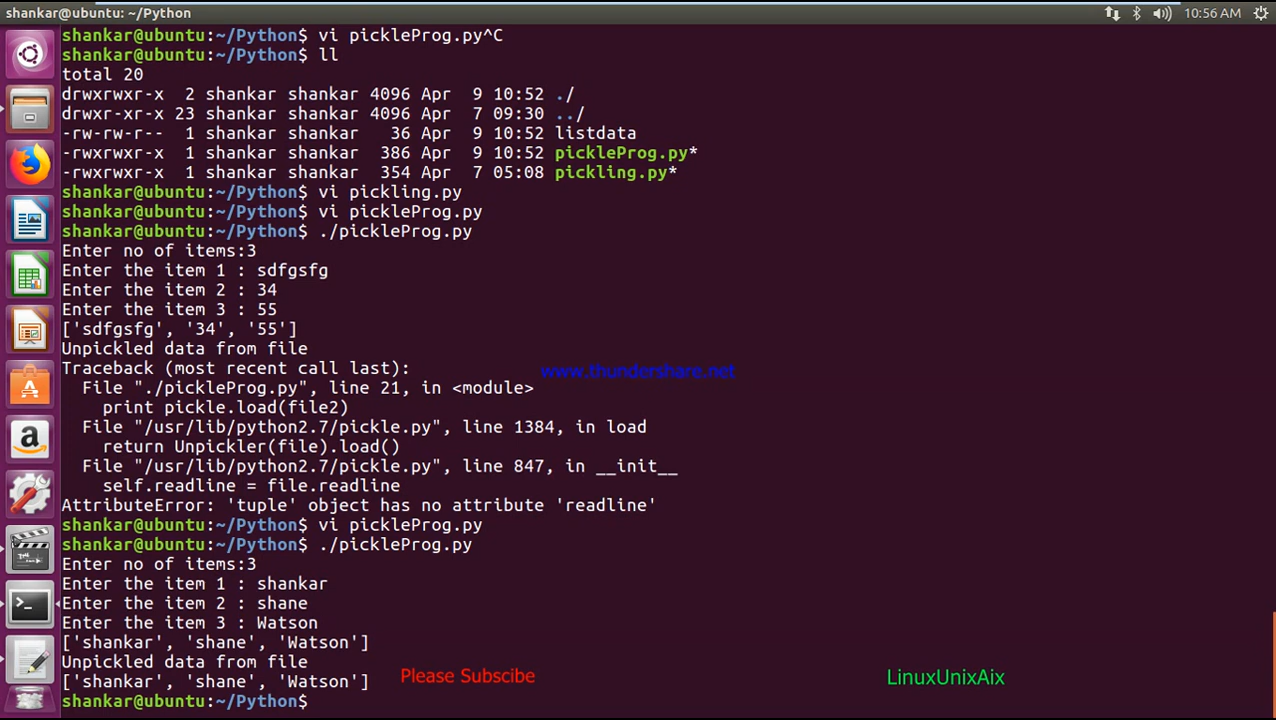 shankar@ubuntu: ~/Python
10:56 AM
shankar@ubuntu:~/Python$ vi pickleProg.py^C
shankar@ubuntu:~/Python$ ll
total 20
drwxrwxr-x 2 shankar shankar 4096 Apr 9 10:52 ./
drwxr-xr-x 23 shankar shankar 4096 Apr 7 09:30 ../
-rw-rw-r-- 1 shankar shankar 36 Apr 9 10:52 listdata
-rwxrwxr-x 1 shankar shankar 386 Apr 9 10:52 pickleProg.py*
-rwxrwxr-x 1 shankar shankar 354 Apr 7 05:08 pickling.py*
shankar@ubuntu:~/Python$ vi pickling.py
shankar@ubuntu:~/Python$ vi pickleProg.py
shankar@ubuntu:~/Python$ ./pickleProg.py
Enter no of items:3
Enter the item 1 : sdfgsfg
Enter the item 2 : 34
Enter the item 3 : 55
['sdfgsfg', '34', '55']
Unpickled data from file
Traceback (most recent call last):
www.thundershare.net
File "./pickleProg.py", line 21, in <module>
print pickle.load(file2)
File "/usr/lib/python2.7/pickle.py", line 1384, in load
return Unpickler(file).load()
File "/usr/lib/python2.7/pickle.py", line 847, in __init__
self.readline = file.readline
AttributeError: 'tuple' object has no attribute 'readline'
shankar@ubuntu:~/Python$ vi pickleProg.py
shankar@ubuntu:~/Python$ ./pickleProg.py
Enter no of items:3
Enter the item 1 : shankar
Enter the item 2 : shane
Enter the item 3 : Watson
['shankar', 'shane', 'Watson']
Unpickled data from file
['shankar', 'shane', 'Watson']
Please Subscibe
LinuxUnixAix
shankar@ubuntu:~/Python$